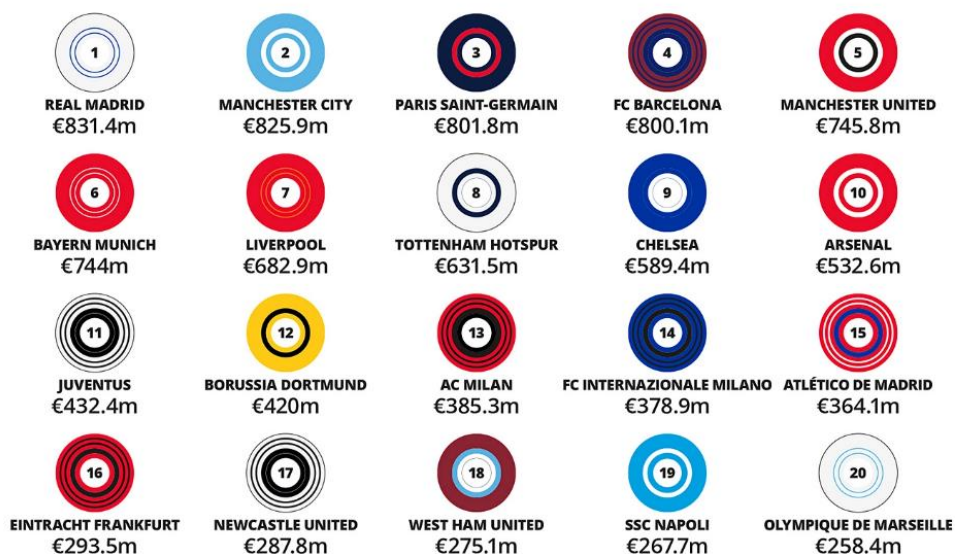 1 2 3 4 5
REAL MADRID MANCHESTER CITY PARIS SAINT-GERMAIN FC BARCELONA MANCHESTER UNITED
€831.4m €825.9m €801.8m €800.1m €745.8m
6 7 8 9 10
BAYERN MUNICH LIVERPOOL TOTTENHAM HOTSPUR CHELSEA ARSENAL
€744m €682.9m €631.5m €589.4m €532.6m
11 12 13 14 15
JUVENTUS BORUSSIA DORTMUND AC MILAN FC INTERNAZIONALE MILANO ATLÉTICO DE MADRID
€432.4m €420m €385.3m €378.9m €364.1m
16 17 18 19 20
EINTRACHT FRANKFURT NEWCASTLE UNITED WEST HAM UNITED SSC NAPOLI OLYMPIQUE DE MARSEILLE
€293.5m €287.8m €275.1m €267.7m €258.4m